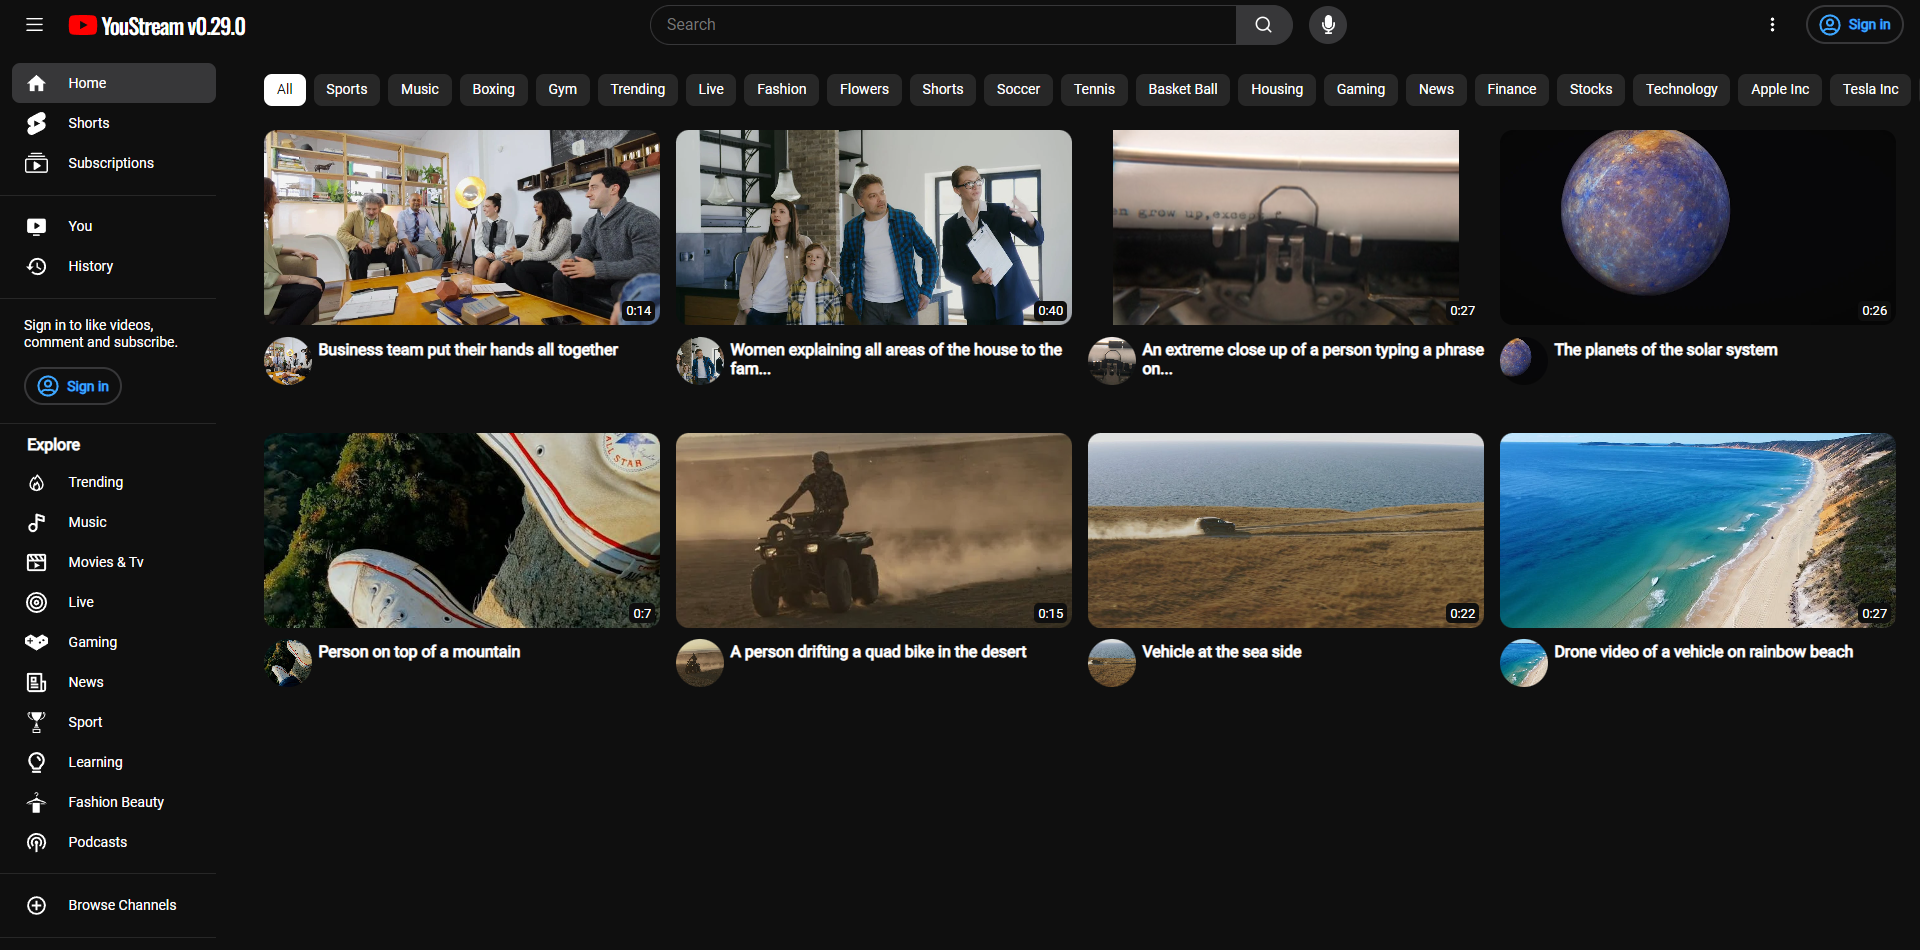 YouStream v0.29.0
Search
Sign in
Home
Shorts
Subscriptions
You
History
Sign in to like videos,
comment and subscribe.
Sign in
Explore
Trending
Music
Movies & Tv
Live
Gaming
News
Sport
Learning
Fashion Beauty
Podcasts
Browse Channels
All Sports Music Boxing Gym Trending Live Fashion Flowers Shorts Soccer Tennis Basket Ball Housing Gaming News Finance Stocks Technology Apple Inc Tesla Inc
0:14
Business team put their hands all together
0:40
Women explaining all areas of the house to the
fam...
grow up,except
0:27
An extreme close up of a person typing a phrase
on...
0:26
The planets of the solar system
ALL STAR
0:7
Person on top of a mountain
0:15
A person drifting a quad bike in the desert
0:22
Vehicle at the sea side
0:27
Drone video of a vehicle on rainbow beach